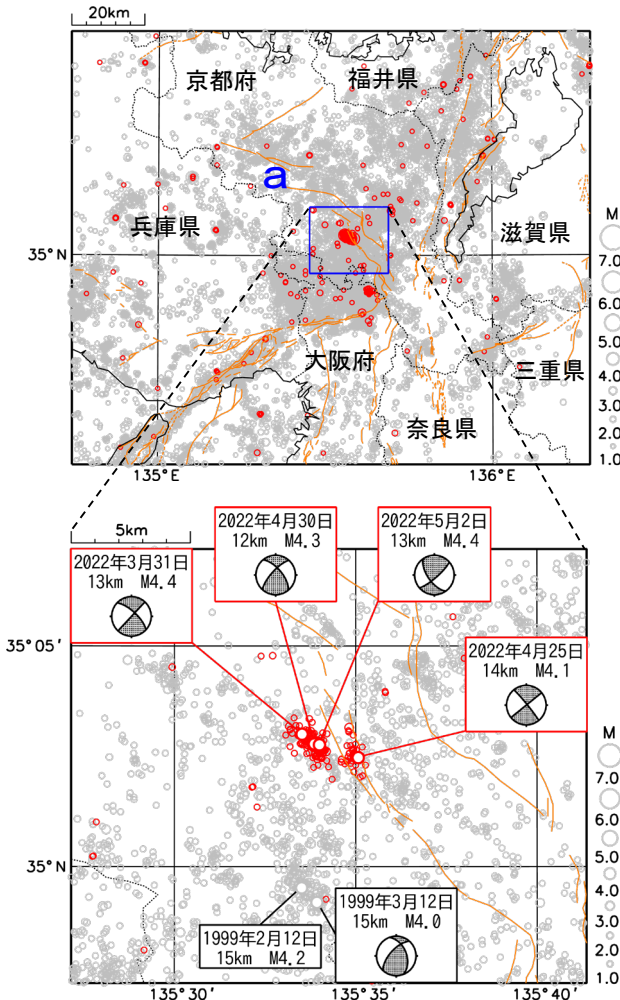 20km
京都府
福井県
a
兵庫県
滋賀県
35°N
大阪府
三重県
奈良県
135°E
136°E
M
7.0
6.0
5.0
4.0
3.0
2.0
1.0
5km
2022年4月30日
12km M4.3
2022年5月2日
13km M4.4
2022年3月31日
13km M4.4
2022年4月25日
14km M4.1
35°05′
35°N
1999年2月12日
15km M4.2
1999年3月12日
15km M4.0
135°30′
135°35′
135°40′
M
7.0
6.0
5.0
4.0
3.0
2.0
1.0